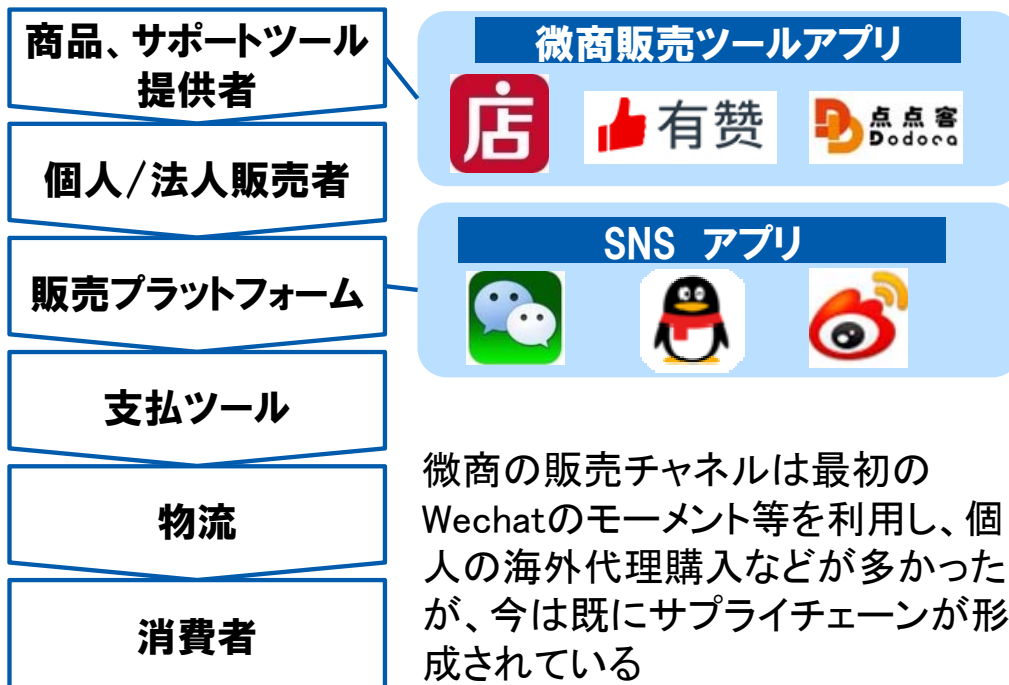 商品、サポートツール
提供者
個人/法人販売者
販売プラットフォーム
支払ツール
物流
消費者
微商販売ツールアプリ
店
有赞
点点客
Dodoca
SNS アプリ
微商の販売チャネルは最初の
Wechatのモーメント等を利用し、個
人の海外代理購入などが多かった
が、今は既にサプライチェーンが形
成されている